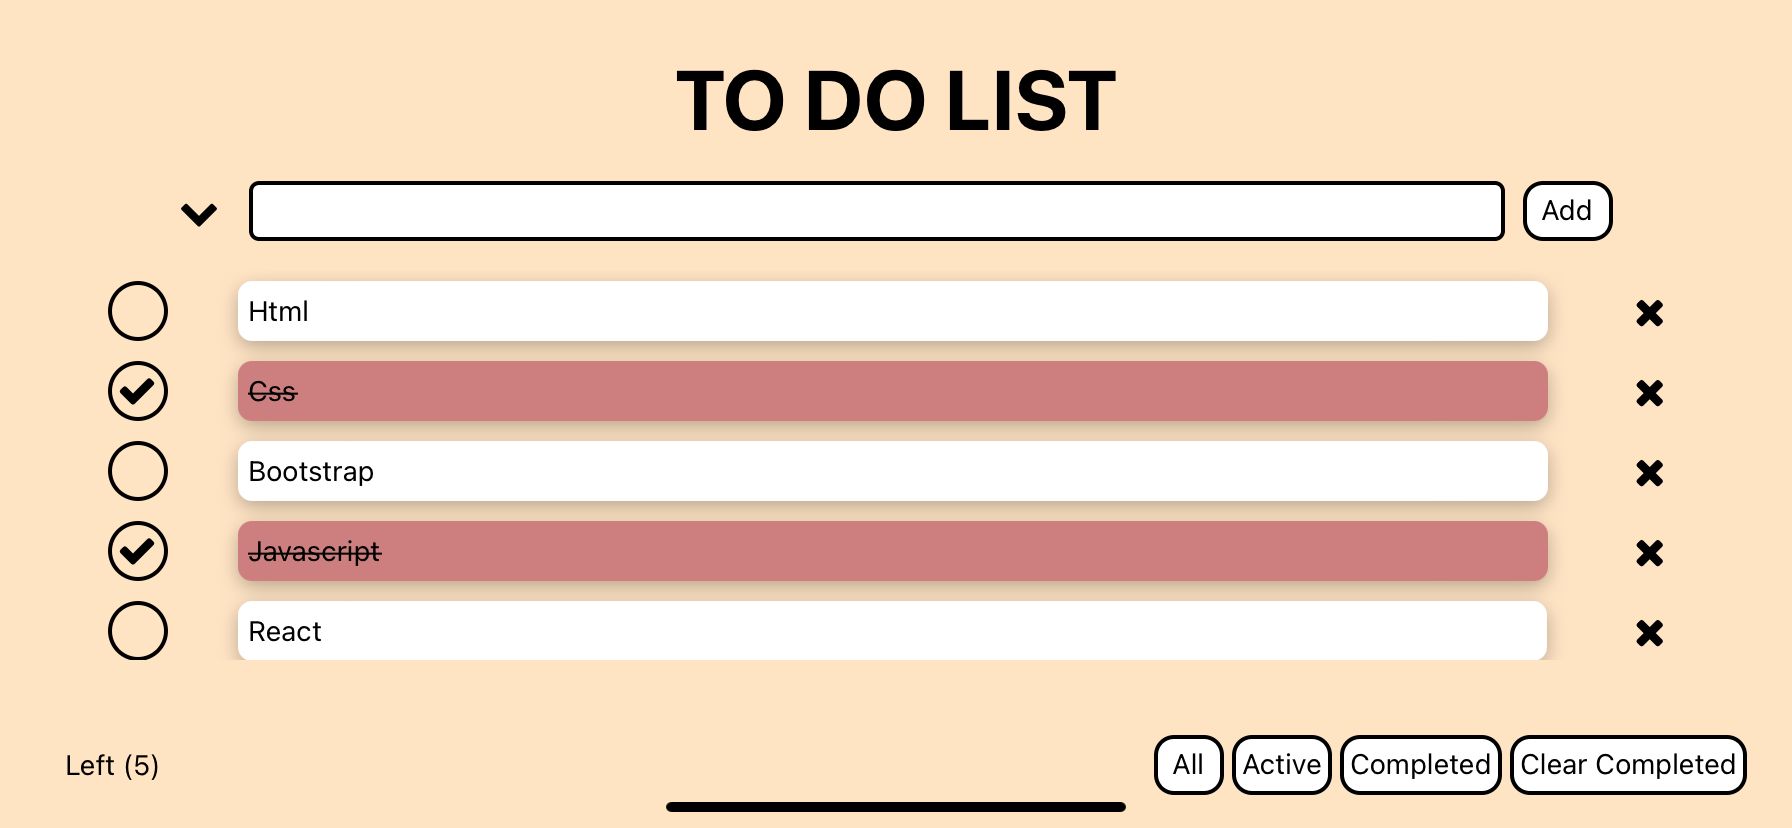 TO DO LIST
Add
Html
Css
Bootstrap
Javascript
React
Left (5)
All Active Completed Clear Completed